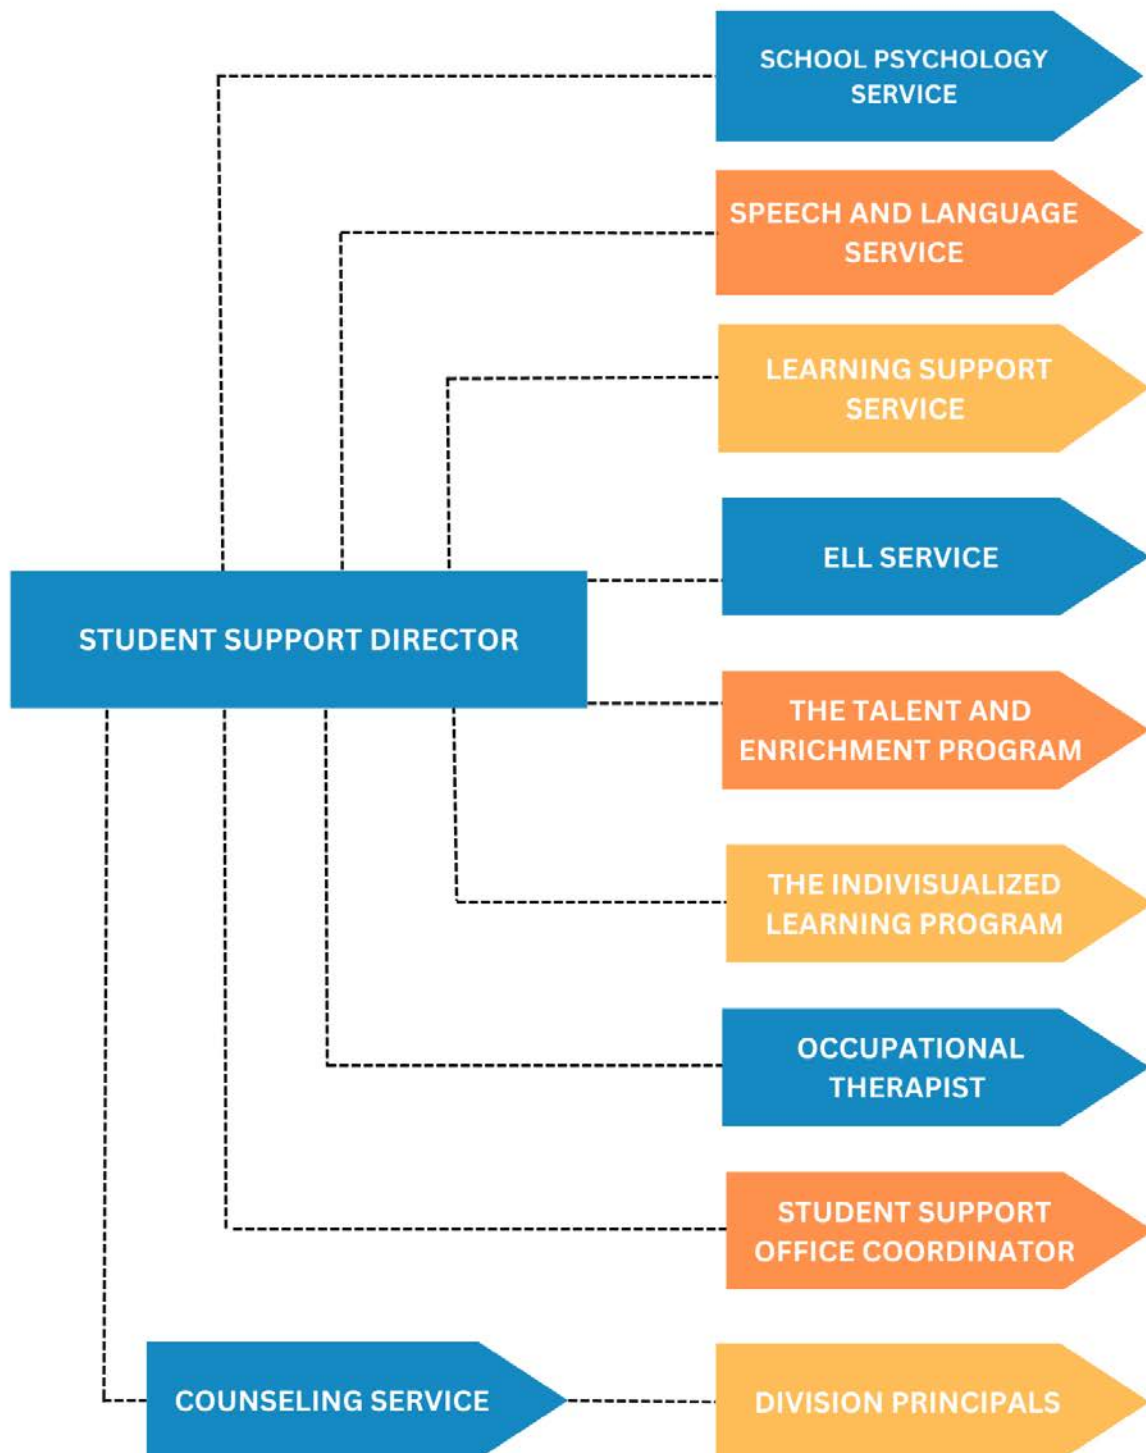 SCHOOL PSYCHOLOGY
SERVICE
SPEECH AND LANGUAGE
SERVICE
LEARNING SUPPORT
SERVICE
ELL SERVICE
STUDENT SUPPORT DIRECTOR
THE TALENT AND
ENRICHMENT PROGRAM
THE INDIVISUALIZED
LEARNING PROGRAM
OCCUPATIONAL
THERAPIST
STUDENT SUPPORT
OFFICE COORDINATOR
COUNSELING SERVICE
DIVISION PRINCIPALS